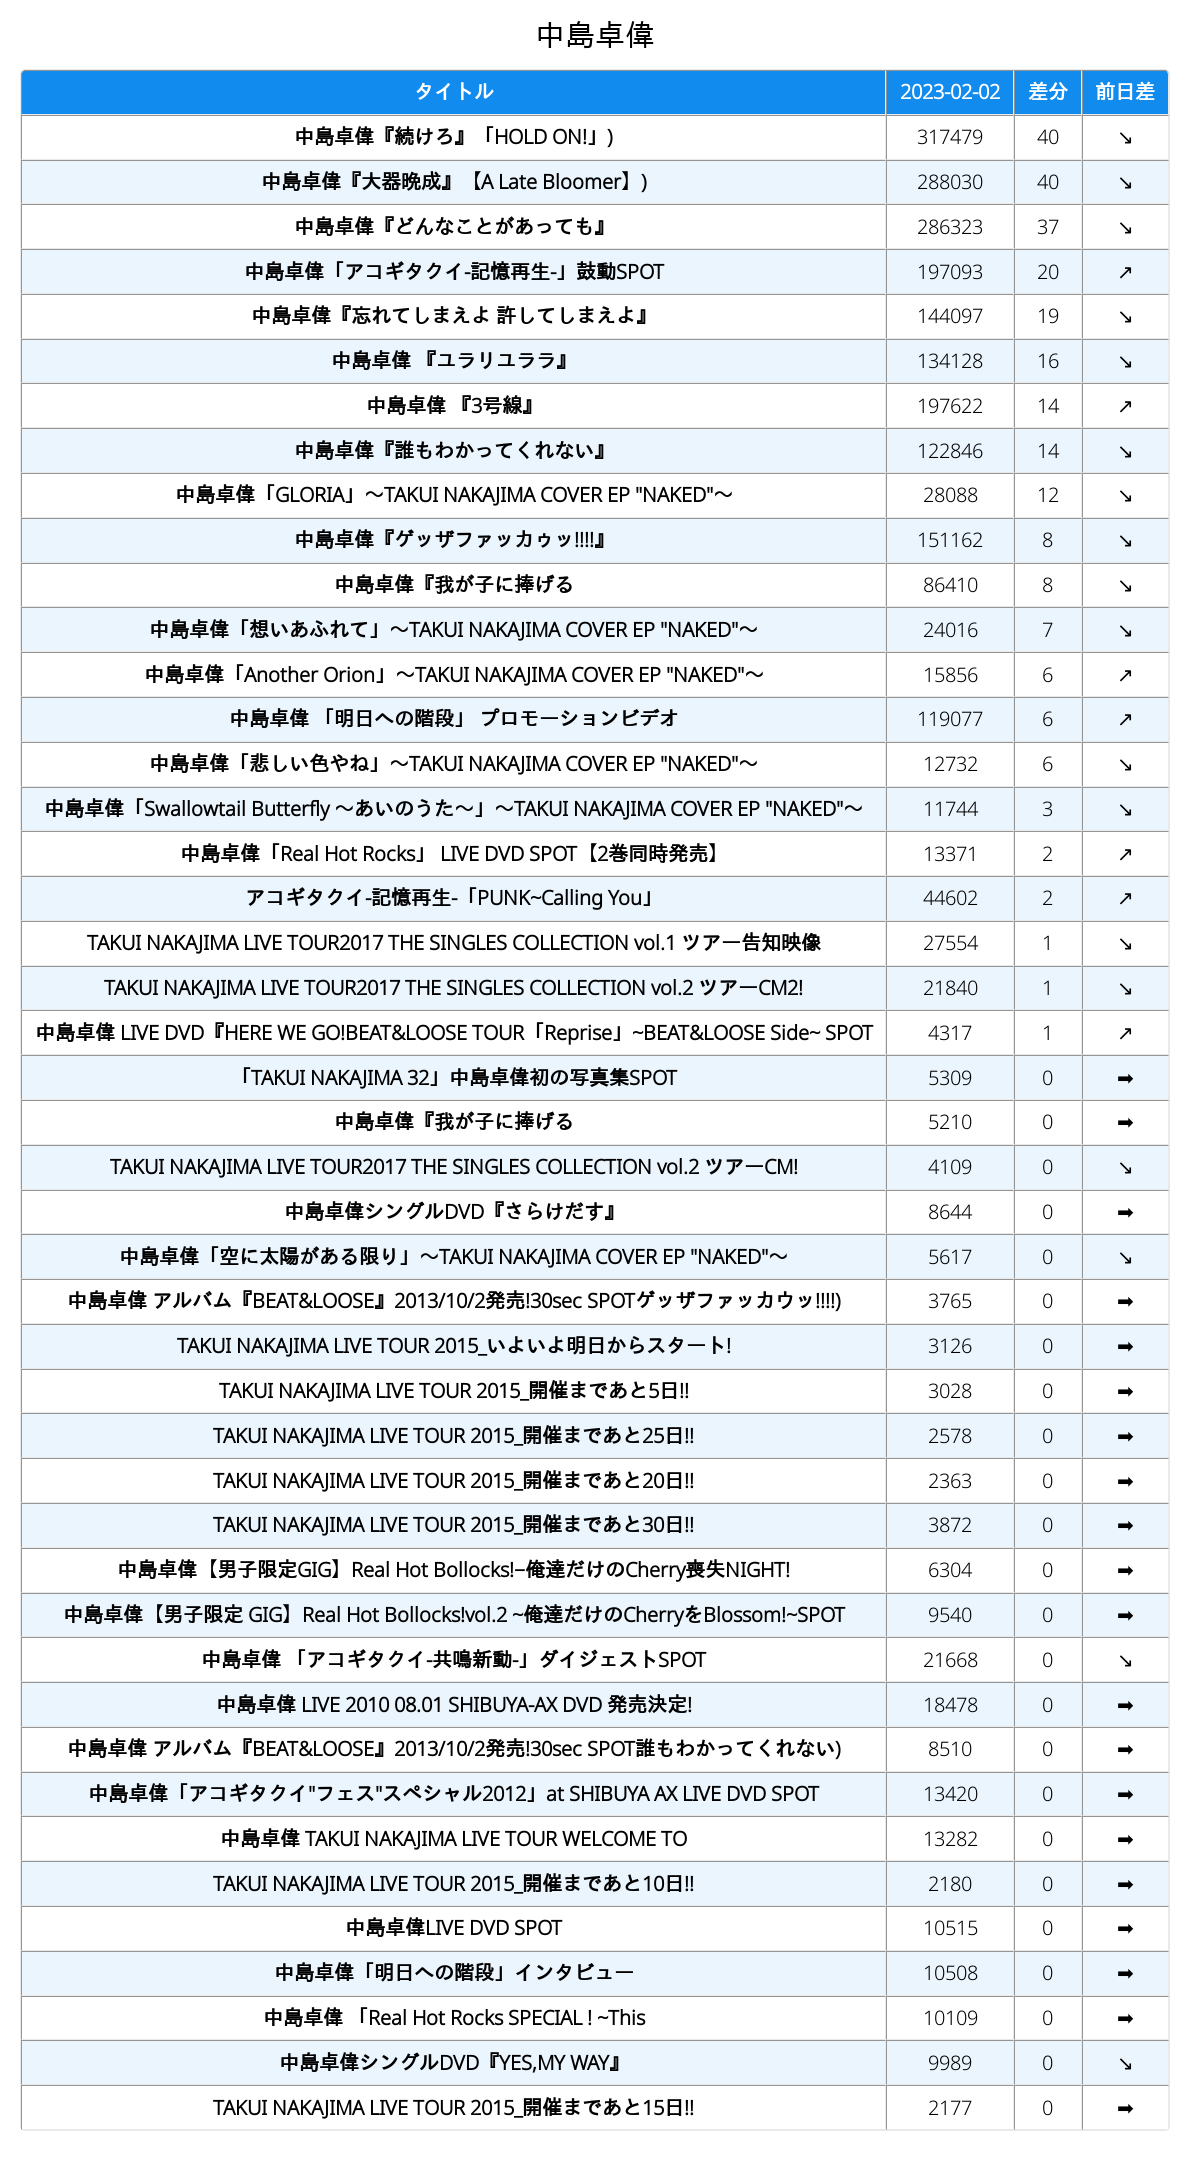 中島卓偉
タイトル 2023-02-02 差分 前日差
中島卓偉『続けろ』「HOLD ON!」) 317479 40 ↘
中島卓偉『大器晩成』【A Late Bloomer】) 288030 40 ↘
中島卓偉『どんなことがあっても』 286323 37 ↘
中島卓偉「アコギタクイ-記憶再生-」鼓動SPOT 197093 20 ↗
中島卓偉『忘れてしまえよ 許してしまえよ』 144097 19 ↘
中島卓偉 『ユラリユララ』 134128 16 ↘
中島卓偉 『3号線』 197622 14 ↗
中島卓偉『誰もわかってくれない』 122846 14 ↘
中島卓偉「GLORIA」～TAKUI NAKAJIMA COVER EP "NAKED"～ 28088 12 ↘
中島卓偉『ゲッザファッカゥッ!!!!』 151162 8 ↘
中島卓偉『我が子に捧げる 86410 8 ↘
中島卓偉「想いあふれて」～TAKUI NAKAJIMA COVER EP "NAKED"～ 24016 7 ↘
中島卓偉「Another Orion」～TAKUI NAKAJIMA COVER EP "NAKED"～ 15856 6 ↗
中島卓偉 「明日への階段」 プロモーションビデオ 119077 6 ↗
中島卓偉「悲しい色やね」～TAKUI NAKAJIMA COVER EP "NAKED"～ 12732 6 ↘
中島卓偉「Swallowtail Butterfly ～あいのうた～」～TAKUI NAKAJIMA COVER EP "NAKED"～ 11744 3 ↘
中島卓偉「Real Hot Rocks」 LIVE DVD SPOT【2巻同時発売】 13371 2 ↗
アコギタクイ-記憶再生-「PUNK~Calling You」 44602 2 ↗
TAKUI NAKAJIMA LIVE TOUR2017 THE SINGLES COLLECTION vol.1 ツアー告知映像 27554 1 ↘
TAKUI NAKAJIMA LIVE TOUR2017 THE SINGLES COLLECTION vol.2 ツアーCM2! 21840 1 ↘
中島卓偉 LIVE DVD『HERE WE GO!BEAT&LOOSE TOUR「Reprise」~BEAT&LOOSE Side~ SPOT 4317 1 ↗
「TAKUI NAKAJIMA 32」中島卓偉初の写真集SPOT 5309 0 ➡
中島卓偉『我が子に捧げる 5210 0 ➡
TAKUI NAKAJIMA LIVE TOUR2017 THE SINGLES COLLECTION vol.2 ツアーCM! 4109 0 ↘
中島卓偉シングルDVD『さらけだす』 8644 0 ➡
中島卓偉「空に太陽がある限り」～TAKUI NAKAJIMA COVER EP "NAKED"～ 5617 0 ↘
中島卓偉 アルバム『BEAT&LOOSE』2013/10/2発売!30sec SPOTゲッザファッカウッ!!!!) 3765 0 ➡
TAKUI NAKAJIMA LIVE TOUR 2015_いよいよ明日からスタート! 3126 0 ➡
TAKUI NAKAJIMA LIVE TOUR 2015_開催まであと5日!! 3028 0 ➡
TAKUI NAKAJIMA LIVE TOUR 2015_開催まであと25日!! 2578 0 ➡
TAKUI NAKAJIMA LIVE TOUR 2015_開催まであと20日!! 2363 0 ➡
TAKUI NAKAJIMA LIVE TOUR 2015_開催まであと30日!! 3872 0 ➡
中島卓偉【男子限定GIG】Real Hot Bollocks!−俺達だけのCherry喪失NIGHT! 6304 0 ➡
中島卓偉【男子限定 GIG】Real Hot Bollocks!vol.2 ~俺達だけのCherryをBlossom!~SPOT 9540 0 ➡
中島卓偉 「アコギタクイ-共鳴新動-」ダイジェストSPOT 21668 0 ↘
中島卓偉 LIVE 2010 08.01 SHIBUYA-AX DVD 発売決定! 18478 0 ➡
中島卓偉 アルバム『BEAT&LOOSE』2013/10/2発売!30sec SPOT誰もわかってくれない) 8510 0 ➡
中島卓偉「アコギタクイ"フェス"スペシャル2012」at SHIBUYA AX LIVE DVD SPOT 13420 0 ➡
中島卓偉 TAKUI NAKAJIMA LIVE TOUR WELCOME TO 13282 0 ➡
TAKUI NAKAJIMA LIVE TOUR 2015_開催まであと10日!! 2180 0 ➡
中島卓偉LIVE DVD SPOT 10515 0 ➡
中島卓偉「明日への階段」インタビュー 10508 0 ➡
中島卓偉 「Real Hot Rocks SPECIAL ! ~This 10109 0 ➡
中島卓偉シングルDVD『YES,MY WAY』 9989 0 ↘
TAKUI NAKAJIMA LIVE TOUR 2015_開催まであと15日!! 2177 0 ➡